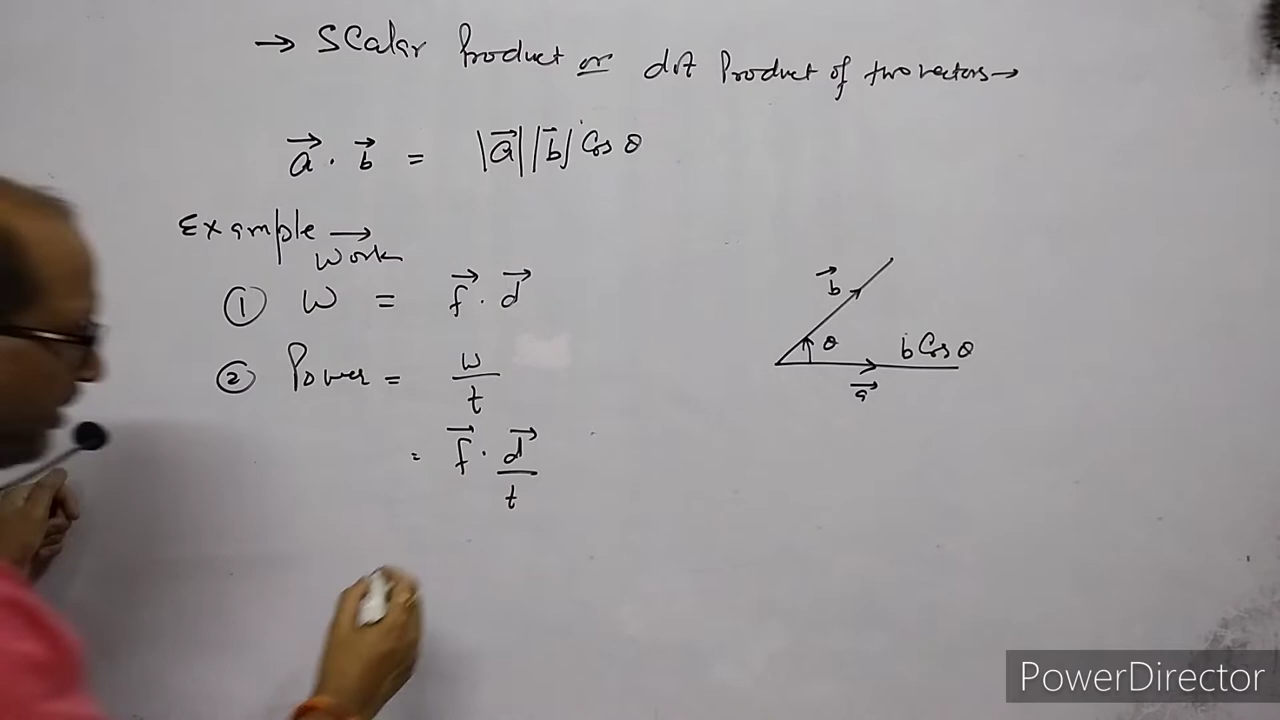 → Scalar Product or dot Product of two vectors →
a⃗ . b⃗ = |a⃗| |b⃗| Cos θ
Example →
Work
① W = f⃗ . d⃗
② Power = w/t
= f⃗ . d⃗/t
b⃗
θ
b Cos θ
a⃗
PowerDirector